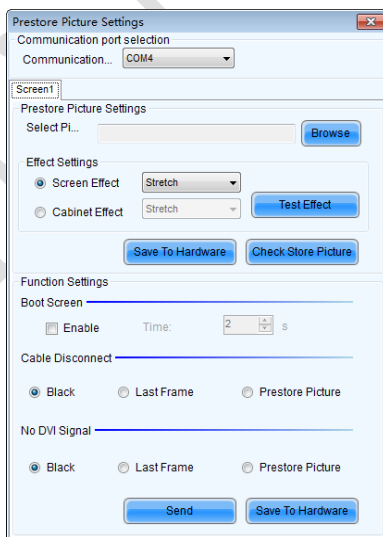 Prestore Picture Settings
Communication port selection
Communication... COM4
Screen1
Prestore Picture Settings
Select Pi... Browse
Effect Settings
Screen Effect Stretch
Cabinet Effect Stretch Test Effect
Save To Hardware Check Store Picture
Function Settings
Boot Screen
Enable Time: 2 s
Cable Disconnect
Black Last Frame Prestore Picture
No DVI Signal
Black Last Frame Prestore Picture
Send Save To Hardware